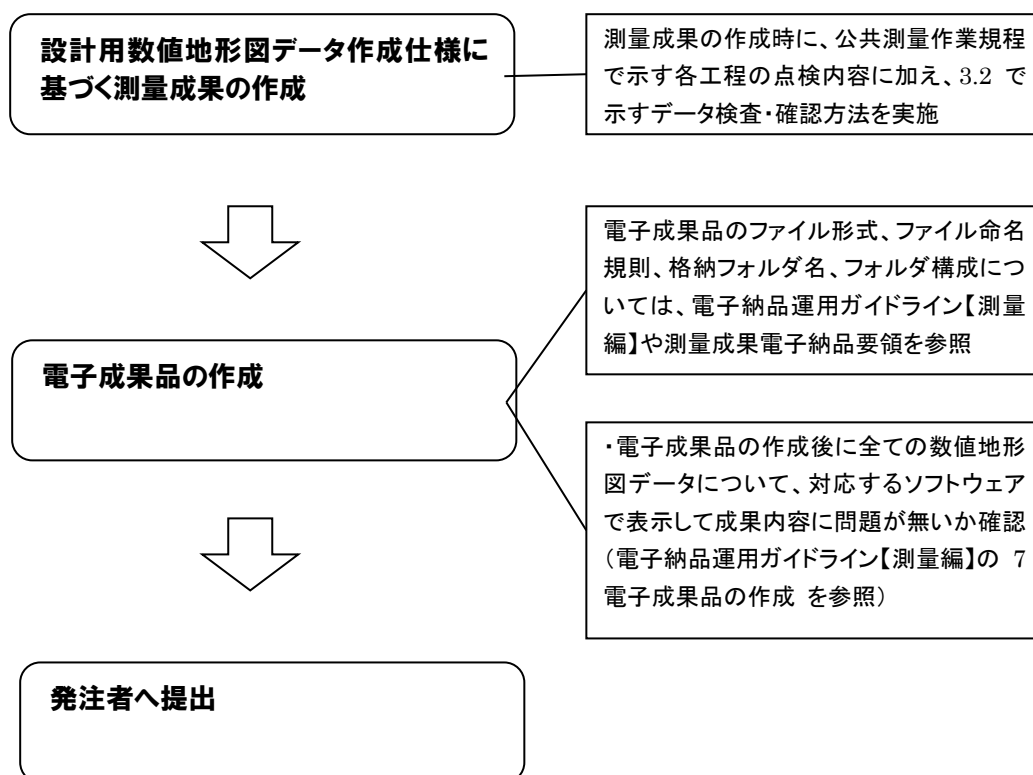 設計用数値地形図データ作成仕様に
基づく測量成果の作成
測量成果の作成時に、公共測量作業規程
で示す各工程の点検内容に加え、3.2 で
示すデータ検査・確認方法を実施
電子成果品のファイル形式、ファイル命名
規則、格納フォルダ名、フォルダ構成につ
いては、電子納品運用ガイドライン【測量
編】や測量成果電子納品要領を参照
電子成果品の作成
・電子成果品の作成後に全ての数値地形
図データについて、対応するソフトウェア
で表示して成果内容に問題が無いか確認
（電子納品運用ガイドライン【測量編】の 7
電子成果品の作成 を参照）
発注者へ提出